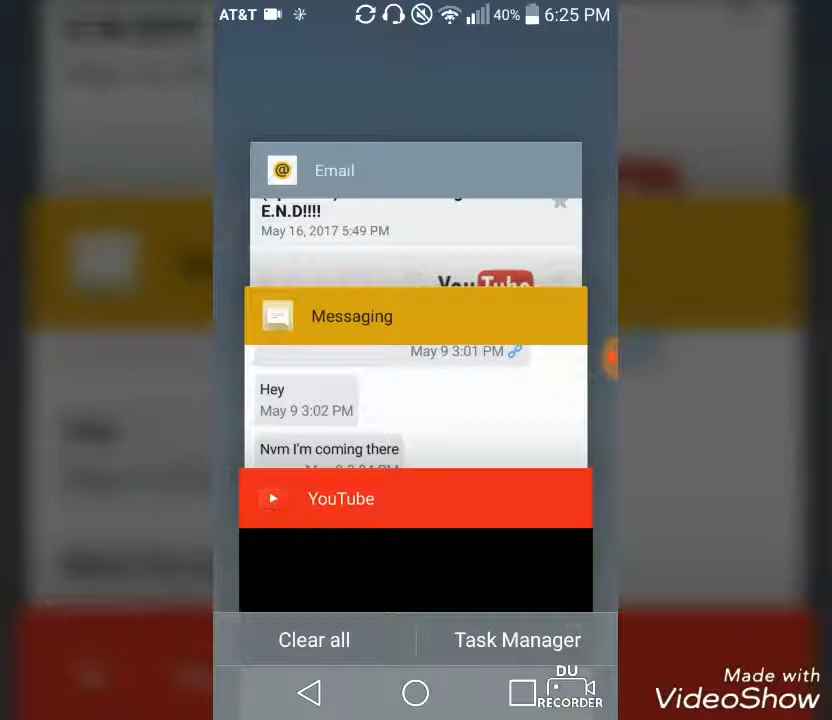 AT&T 40% 6:25 PM
@ Email
E.N.D!!!!
May 16, 2017 5:49 PM
YouTube
Messaging
May 9 3:01 PM
Hey
May 9 3:02 PM
Nvm I'm coming there
YouTube
Clear all
Task Manager
DU
RECORDER
Made with
VideoShow